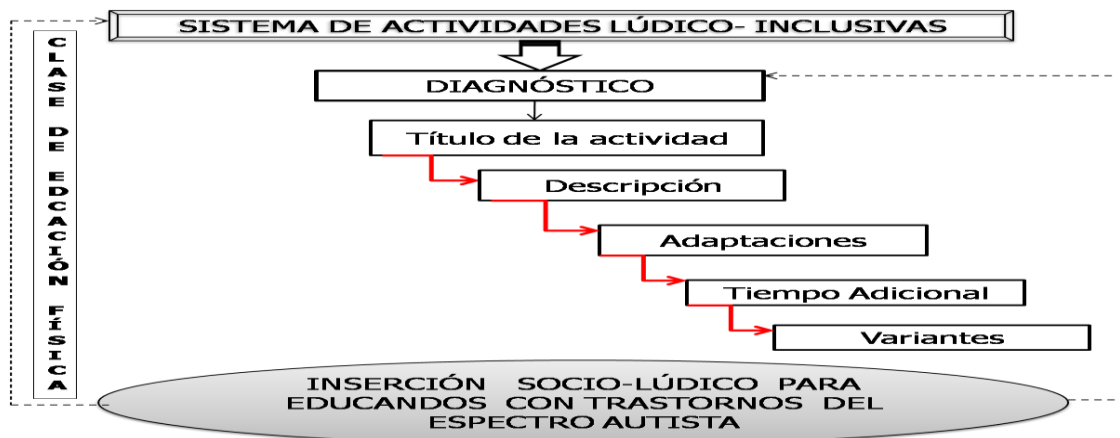 SISTEMA DE ACTIVIDADES LÚDICO- INCLUSIVAS
CLASE DE EDCACIÓN FÍSICA
DIAGNÓSTICO
Título de la actividad
Descripción
Adaptaciones
Tiempo Adicional
Variantes
INSERCIÓN SOCIO-LÚDICO PARA
EDUCANDOS CON TRASTORNOS DEL
ESPECTRO AUTISTA